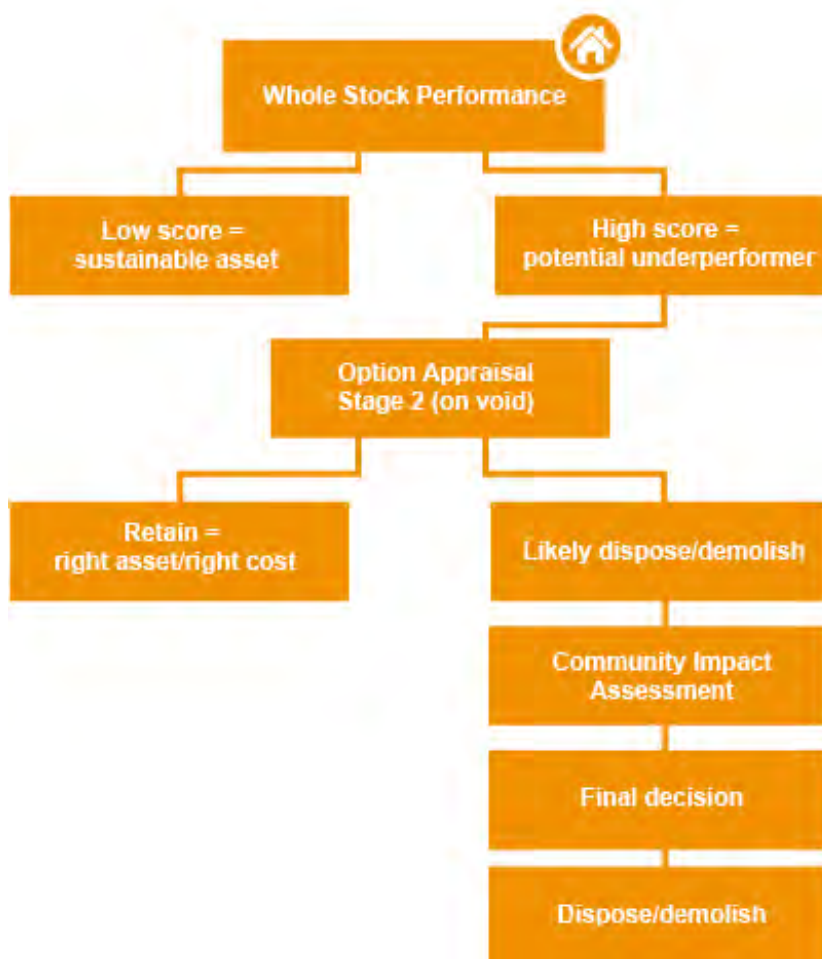 Whole Stock Performance
Low score =
sustainable asset
High score =
potential underperformer
Option Appraisal
Stage 2 (on void)
Retain =
right asset/right cost
Likely dispose/demolish
Community Impact
Assessment
Final decision
Dispose/demolish